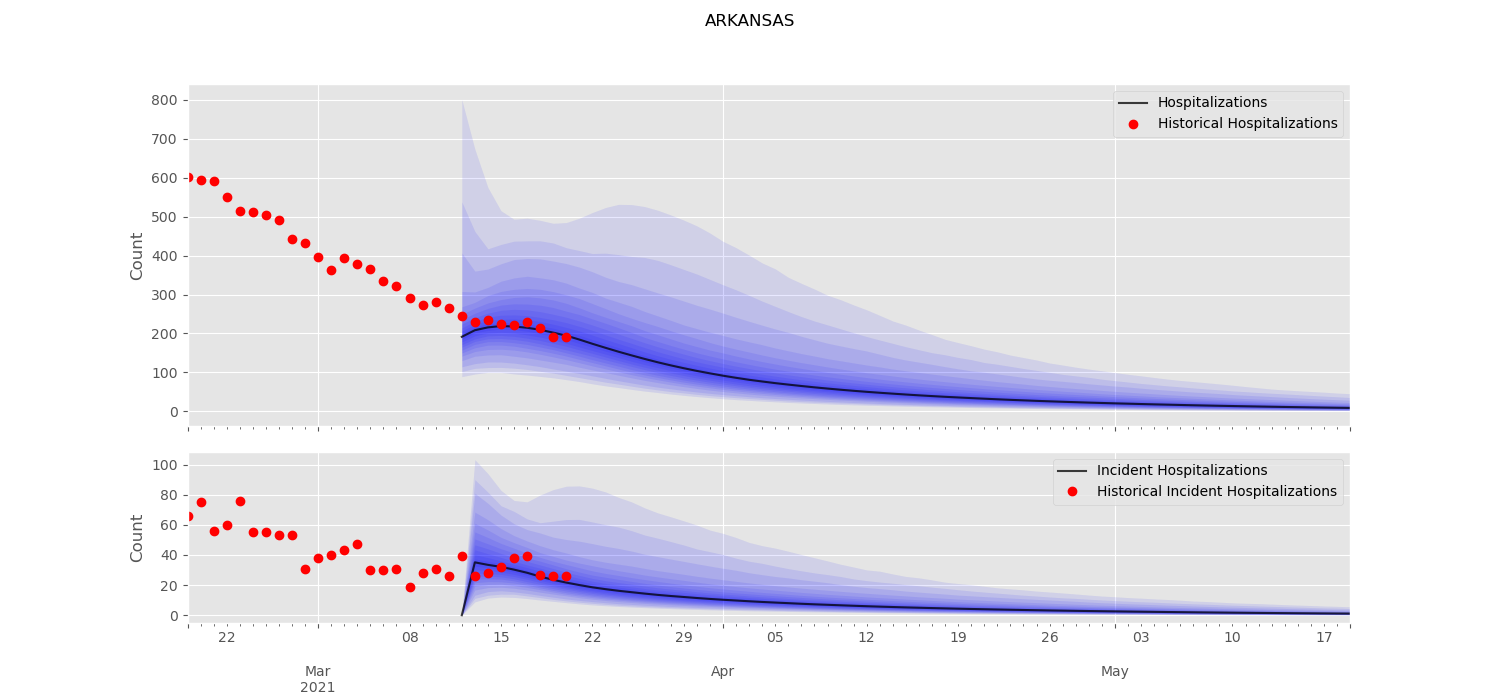 ARKANSAS
800
700
600
500
400
300
200
100
0
Count
Hospitalizations
Historical Hospitalizations
100
80
60
40
20
0
Count
Incident Hospitalizations
Historical Incident Hospitalizations
22 08 15 22 29 05 12 19 26 03 10 17
Mar Apr May
2021